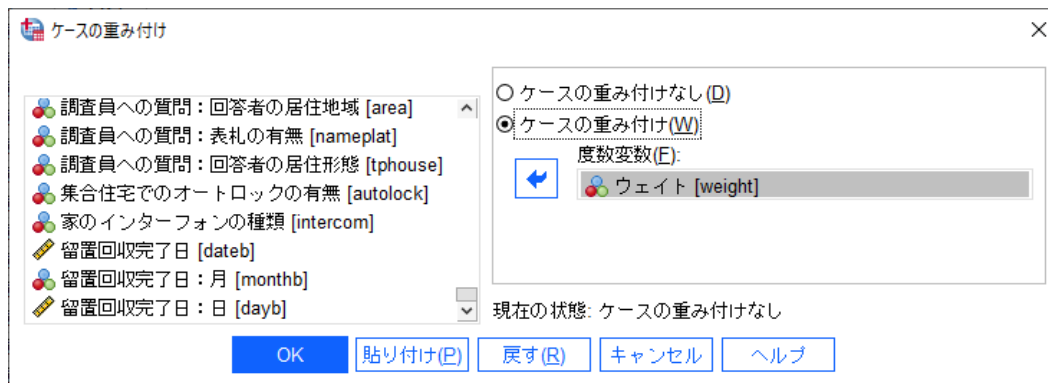 ケースの重み付け
調査員への質問：回答者の居住地域 [area]
調査員への質問：表札の有無 [nameplat]
調査員への質問：回答者の居住形態 [tphouse]
集合住宅でのオートロックの有無 [autolock]
家のインターフォンの種類 [intercom]
留置回収完了日 [dateb]
留置回収完了日：月 [monthb]
留置回収完了日：日 [dayb]
ケースの重み付けなし(D)
ケースの重み付け(W)
度数変数(F):
ウェイト [weight]
現在の状態: ケースの重み付けなし
OK
貼り付け(P)
戻す(R)
キャンセル
ヘルプ